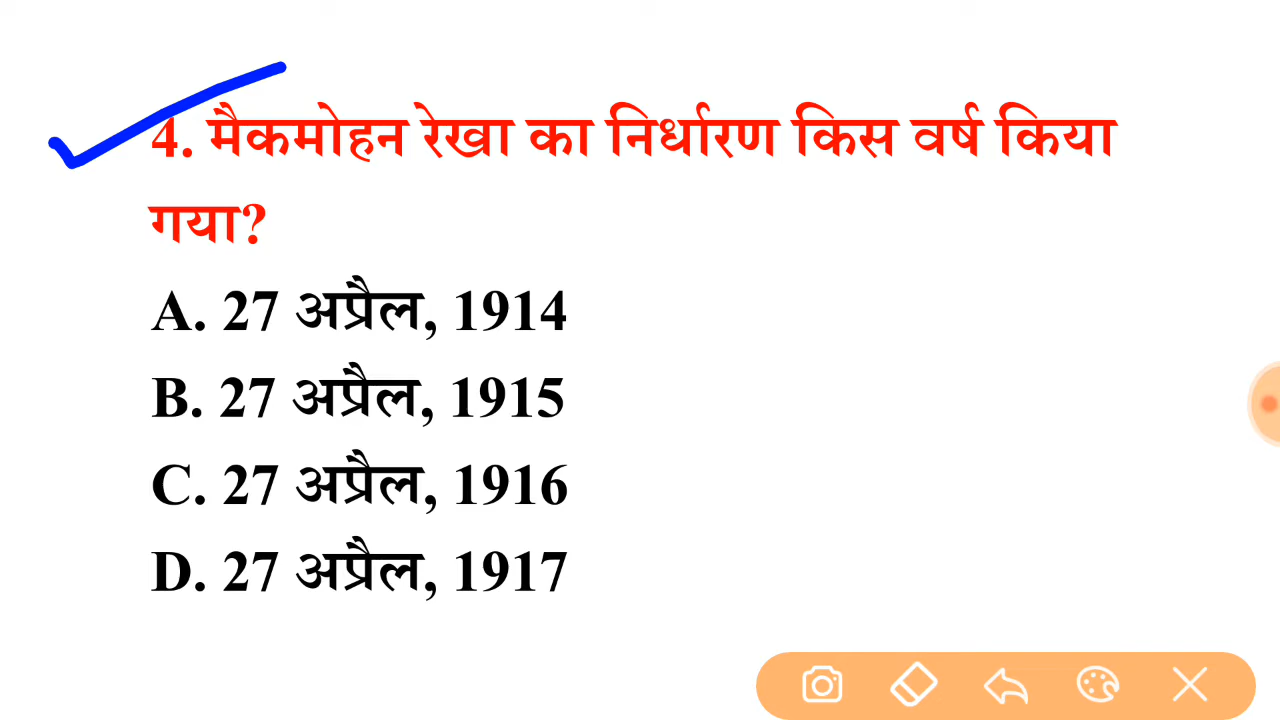 4. मैकमोहन रेखा का निर्धारण किस वर्ष किया
गया?
A. 27 अप्रैल, 1914
B. 27 अप्रैल, 1915
C. 27 अप्रैल, 1916
D. 27 अप्रैल, 1917